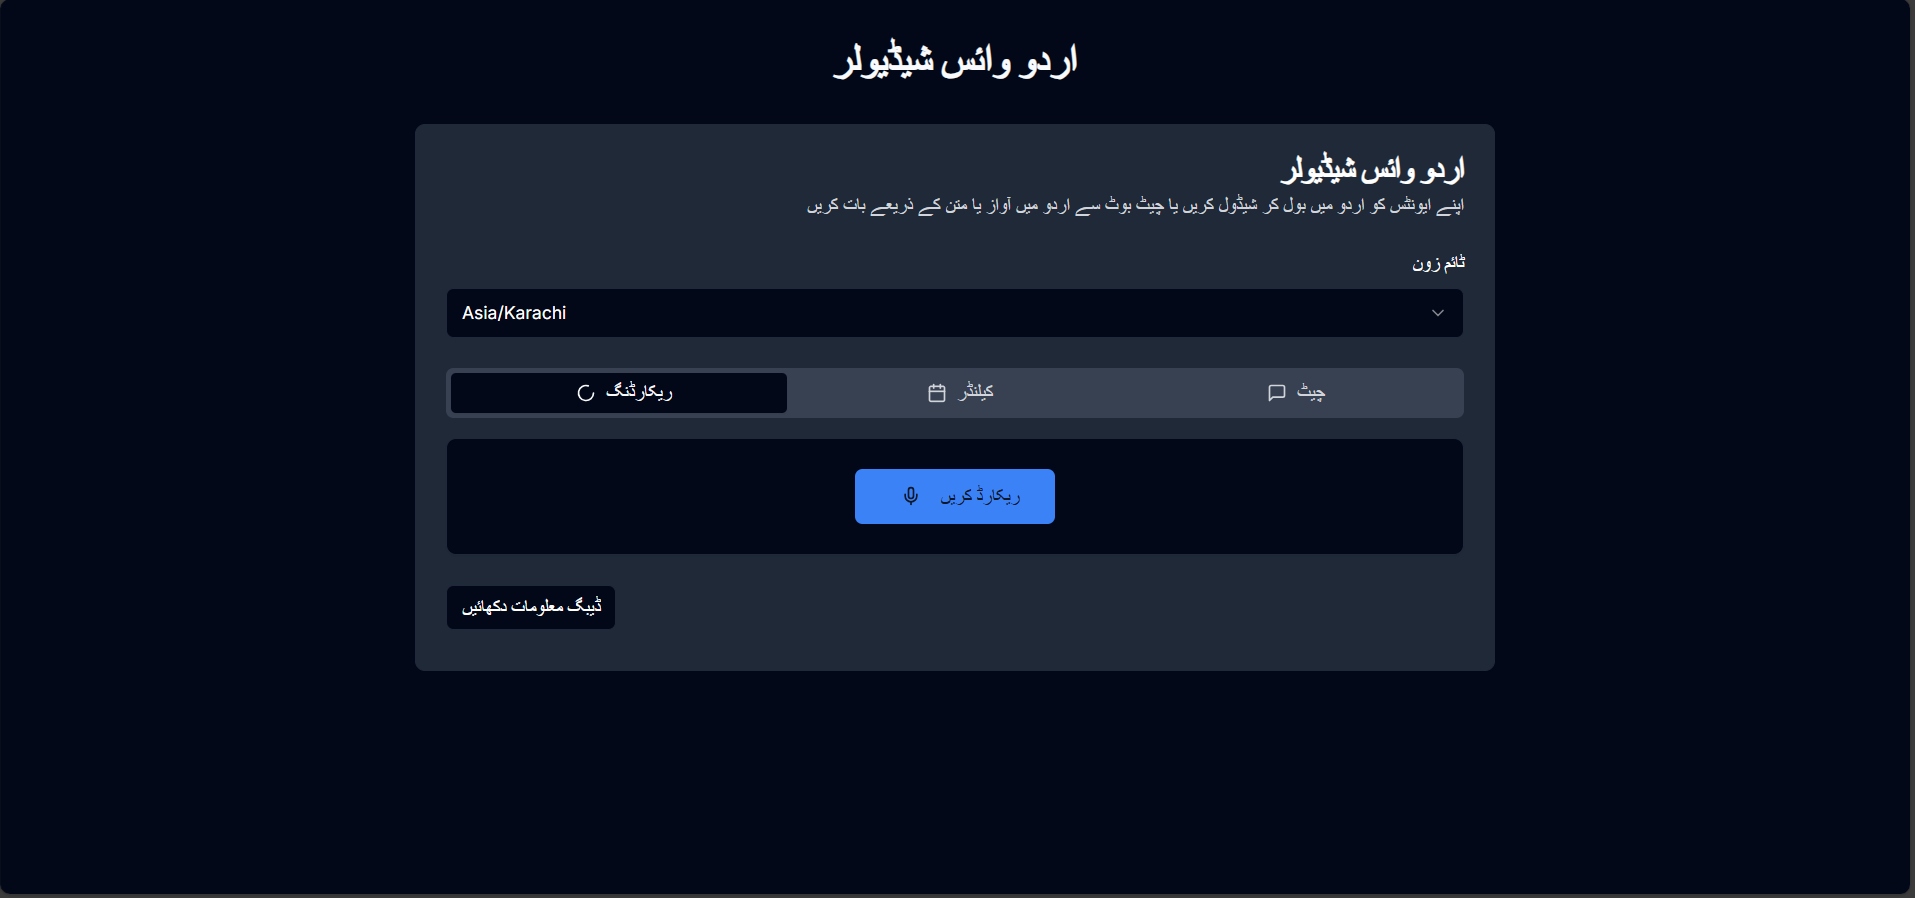 اردو وائس شیڈیولر
اردو وائس شیڈیولر
اپنے ایونٹس کو اردو میں بول کر شیڈول کریں یا چیٹ بوٹ سے اردو میں آواز یا متن کے ذریعے بات کریں
ٹائم زون
Asia/Karachi
چیٹ
کیلنڈر
ریکارڈنگ
ریکارڈ کریں
ڈیبگ معلومات دکھائیں